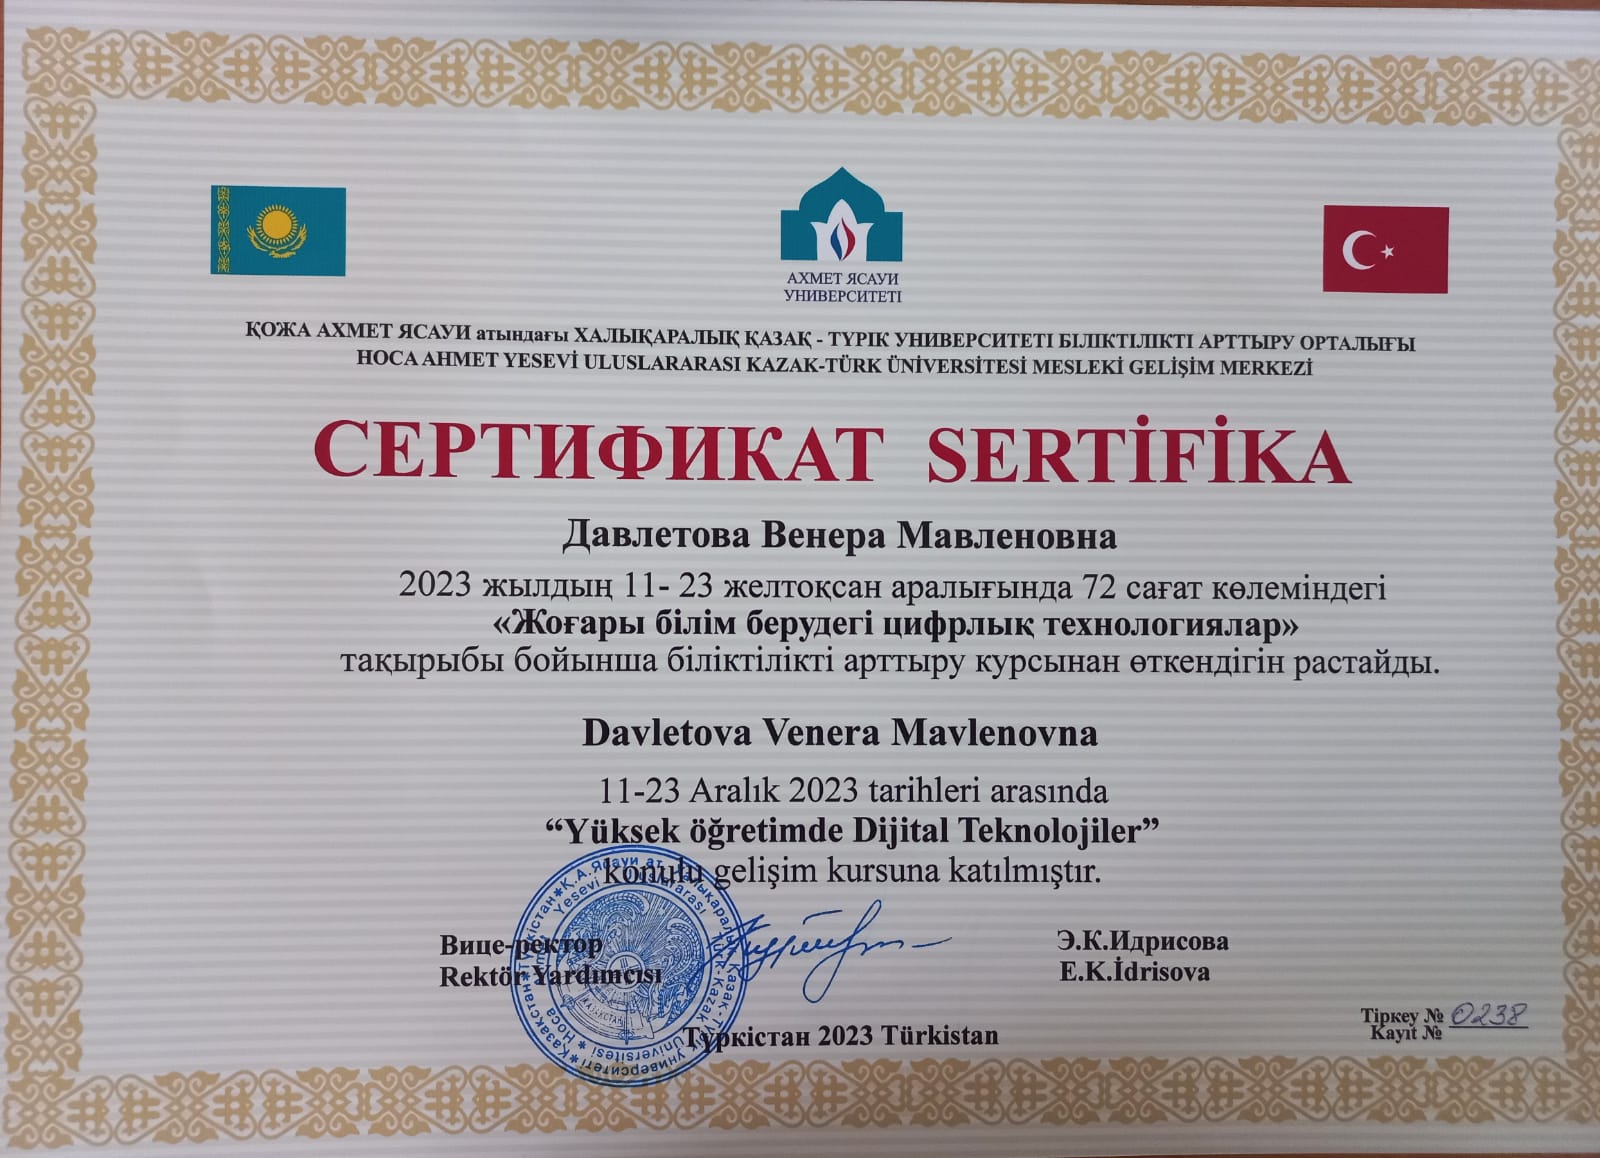 АХМЕТ ЯСАУИ
УНИВЕРСИТЕТІ
ҚОЖА АХМЕТ ЯСАУИ атындағы ХАЛЫҚАРАЛЫҚ ҚАЗАҚ - ТҮРІК УНИВЕРСИТЕТІ БІЛІКТІЛІКТІ АРТТЫРУ ОРТАЛЫҒЫ
HOCA AHMET YESEVİ ULUSLARARASI KAZAK-TÜRK ÜNİVERSİTESİ MESLEKİ GELİŞİM MERKEZİ
СЕРТИФИКАТ SERTİFİKA
Давлетова Венера Мавленовна
2023 жылдың 11- 23 желтоқсан аралығында 72 сағат көлеміндегі
«Жоғары білім берудегі цифрлық технологиялар»
тақырыбы бойынша біліктілікті арттыру курсынан өткендігін растайды.
Davletova Venera Mavlenovna
11-23 Aralık 2023 tarihleri arasında
“Yüksek öğretimde Dijital Teknolojiler”
konulu gelişim kursuna katılmıştır.
Вице-ректор Э.К.Идрисова
Rektör Yardımcısı E.K.İdrisova
Түркістан 2023 Türkistan
Тіркеу № 0238
Kayıt №